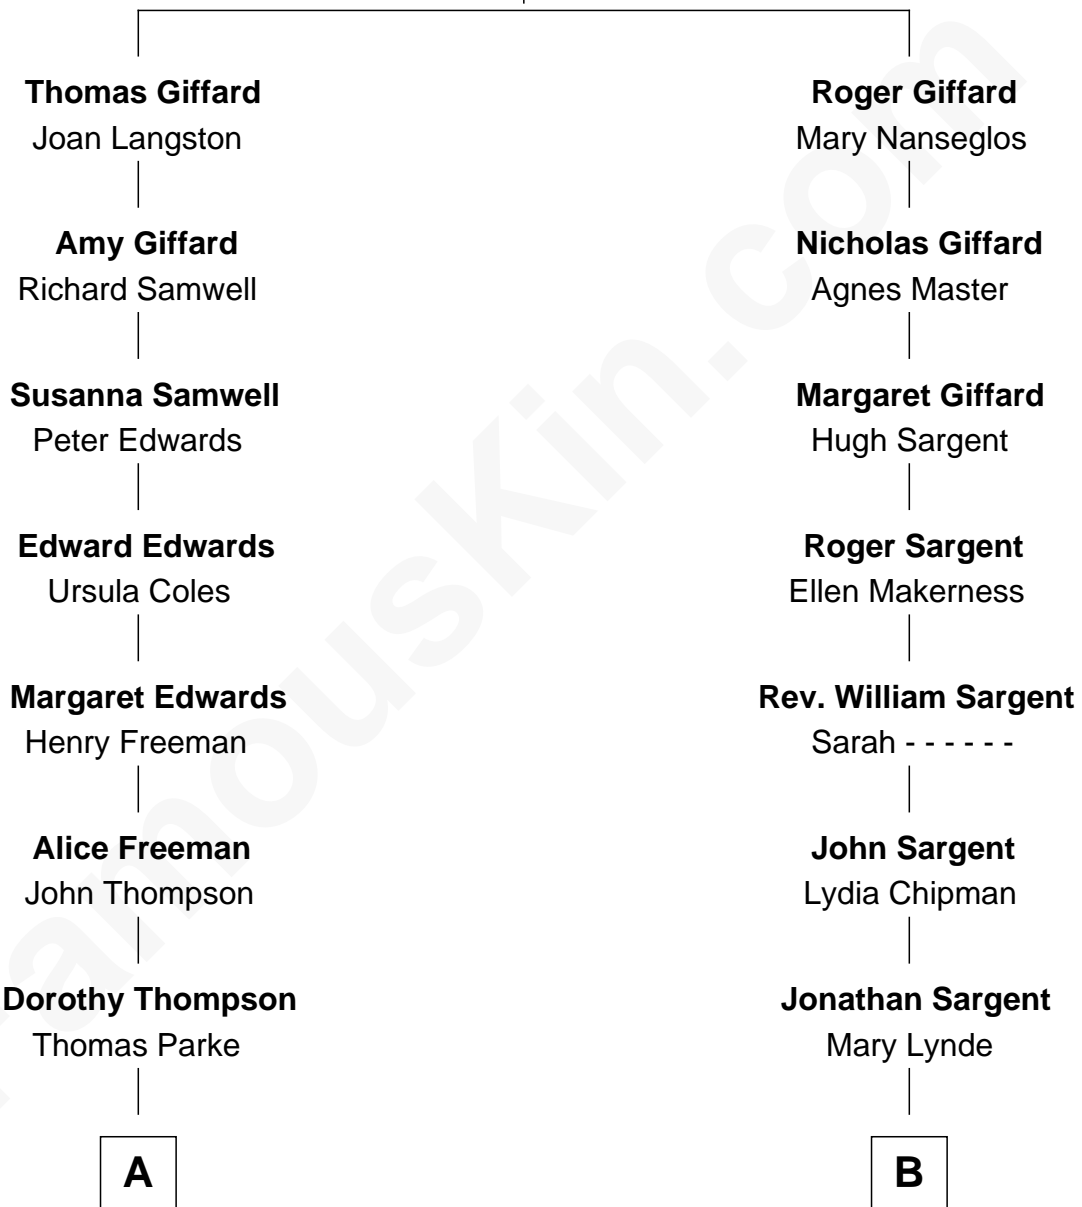 Thomas Giffard
Joan Langston
Amy Giffard
Richard Samwell
Susanna Samwell
Peter Edwards
Edward Edwards
Ursula Coles
Margaret Edwards
Henry Freeman
Alice Freeman
John Thompson
Dorothy Thompson
Thomas Parke
A
Roger Giffard
Mary Nanseglos
Nicholas Giffard
Agnes Master
Margaret Giffard
Hugh Sargent
Roger Sargent
Ellen Makerness
Rev. William Sargent
Sarah - - - - - -
John Sargent
Lydia Chipman
Jonathan Sargent
Mary Lynde
B
FamousKin.com